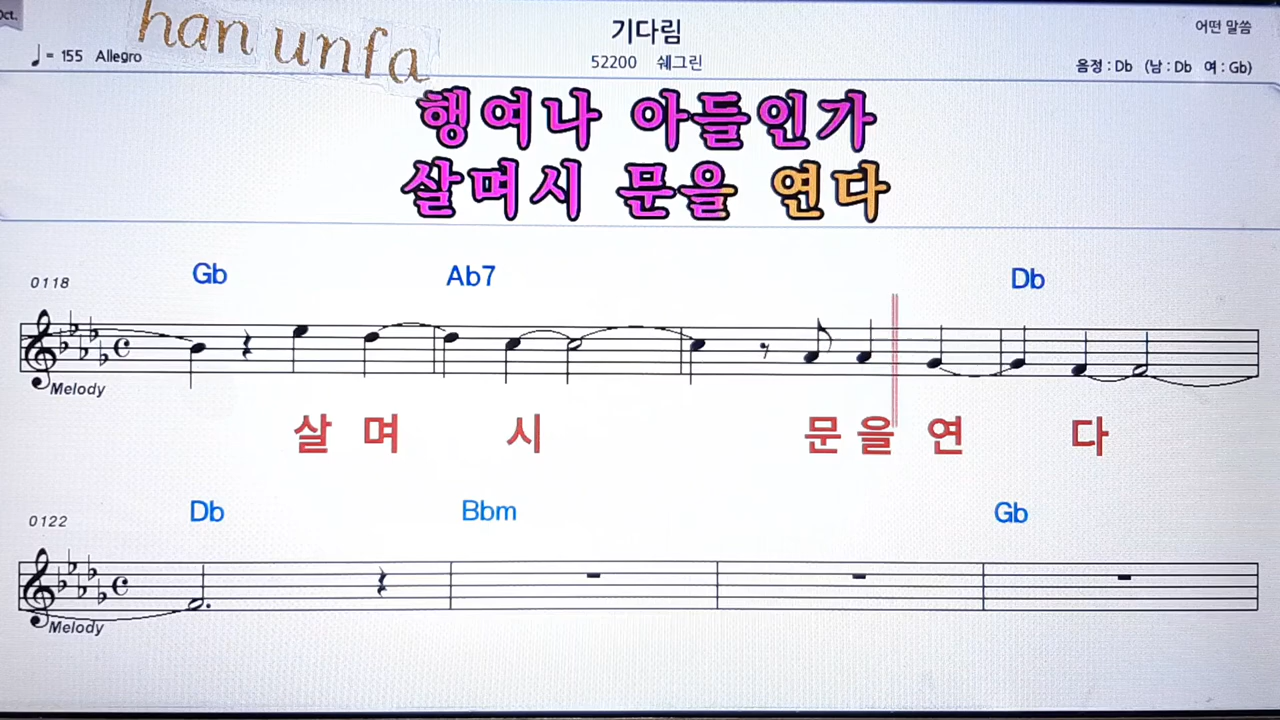 Oct.
han unfa
기다림
어떤 말씀
♩= 155 Allegro
52200 쉐그린
음정 : Db (남 : Db 여 : Gb)
행여나 아들인가
살며시 문을 연다
Gb Ab7 Db
0118
Melody
살 며 시 문 을 연 다
Db Bbm Gb
0122
Melody